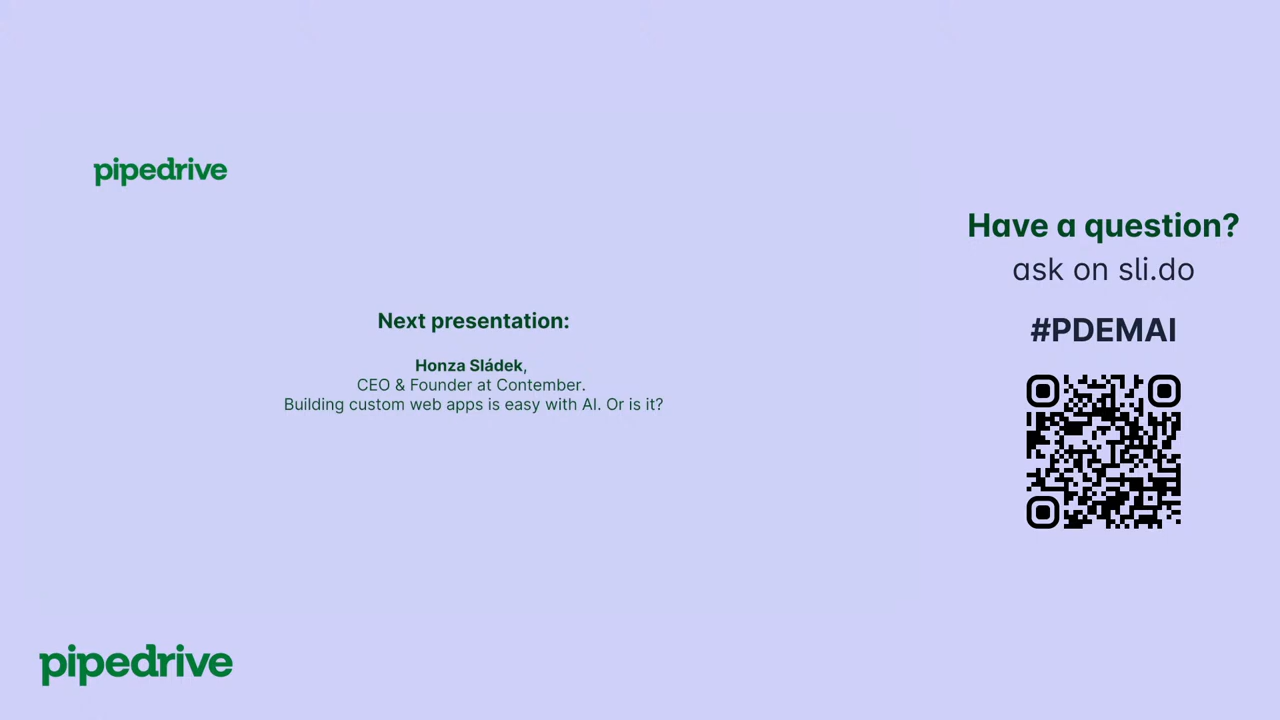 pipedrive
Next presentation:
Honza Sládek,
CEO & Founder at Contember.
Building custom web apps is easy with AI. Or is it?
Have a question?
ask on sli.do
#PDEMAI
pipedrive